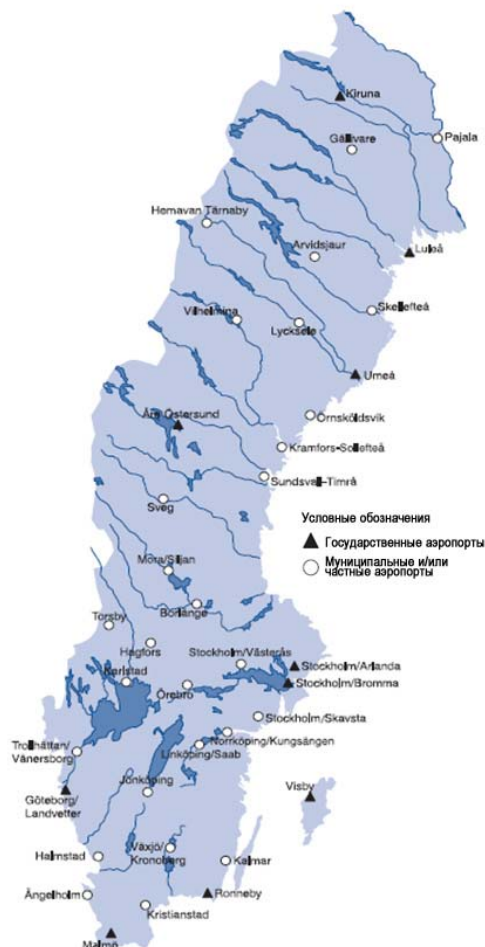 Kiruna
Gällivare
Pajala
Hemavan Tärnaby
Arvidsjaur
Luleå
Skellefteå
Vilhelmina
Lycksele
Umeå
Åre Östersund
Örnsköldsvik
Kramfors-Sollefteå
Sundsvall-Timrå
Sveg
Условные обозначения
Государственные аэропорты
Муниципальные и/или
частные аэропорты
Mora/Siljan
Borlänge
Torsby
Hagfors
Stockholm/Västerås
Karlstad
Stockholm/Arlanda
Örebro
Stockholm/Bromma
Stockholm/Skavsta
Trollhättan/
Vänersborg
Norrköping/Kungsängen
Linköping/Saab
Jönköping
Visby
Göteborg/
Landvetter
Växjö/
Kronoberg
Halmstad
Kalmar
Ängelholm
Ronneby
Kristianstad
Malmö